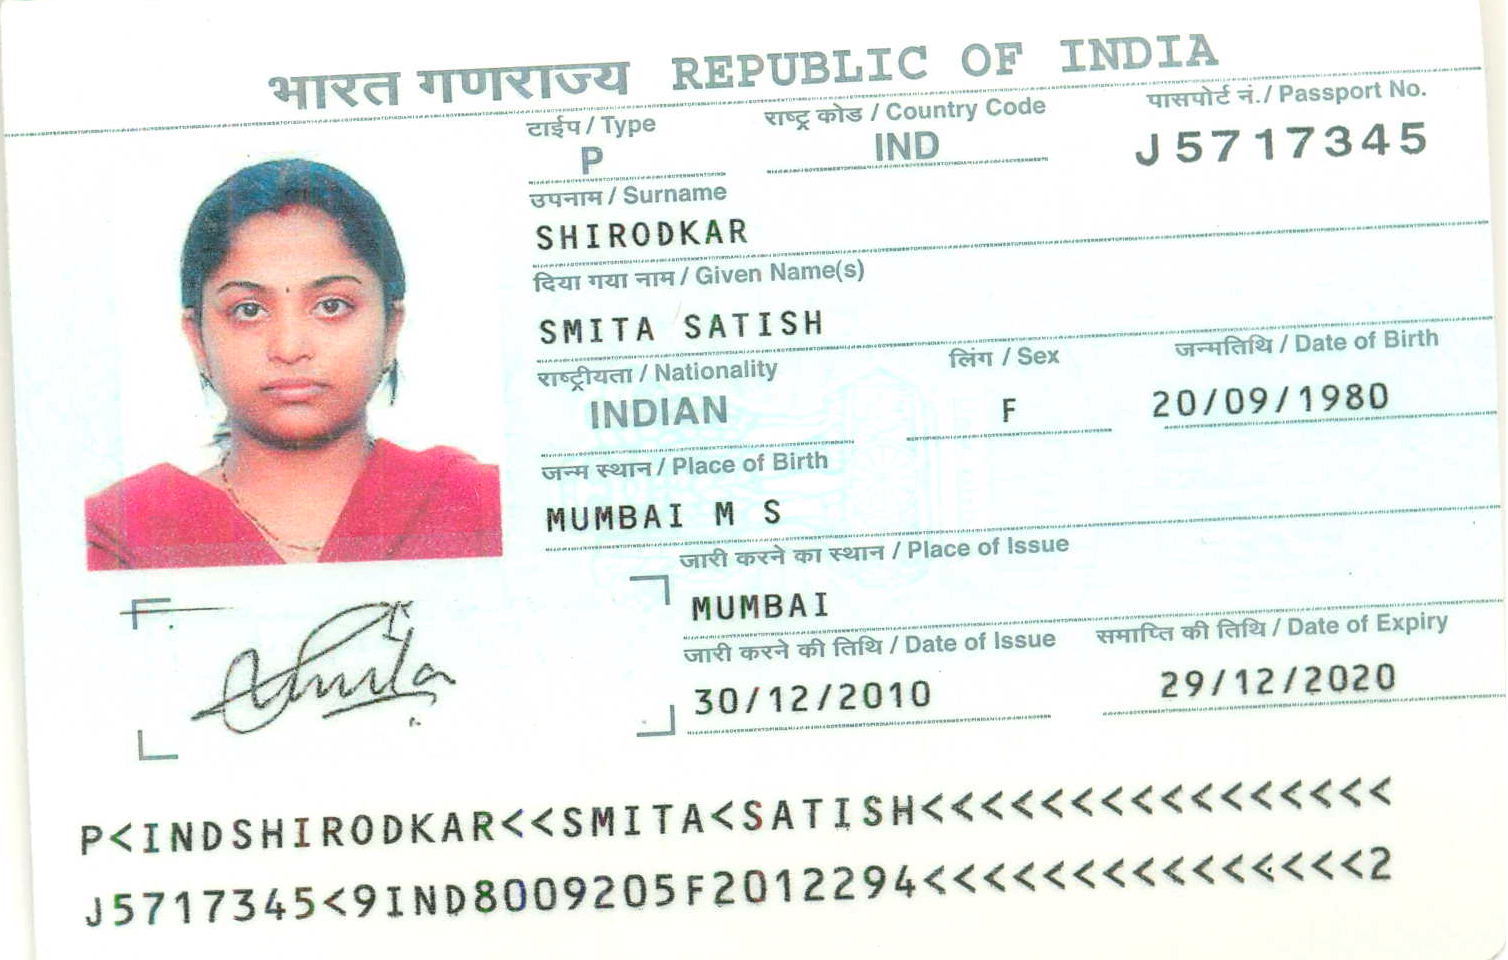 भारत गणराज्य REPUBLIC OF INDIA
टाईप / Type
राष्ट्र कोड / Country Code
पासपोर्ट नं./ Passport No.
P
IND
J5717345
उपनाम / Surname
SHIRODKAR
दिया गया नाम / Given Name(s)
SMITA SATISH
राष्ट्रीयता / Nationality
लिंग / Sex
जन्मतिथि / Date of Birth
INDIAN
F
20/09/1980
जन्म स्थान / Place of Birth
MUMBAI M S
जारी करने का स्थान / Place of Issue
MUMBAI
जारी करने की तिथि / Date of Issue
समाप्ति की तिथि / Date of Expiry
30/12/2010
29/12/2020
Smita
P<INDSHIRODKAR<<SMITA<SATISH<<<<<<<<<<<<<<<<
J5717345<9IND8009205F2012294<<<<<<<<<<<<<<<2